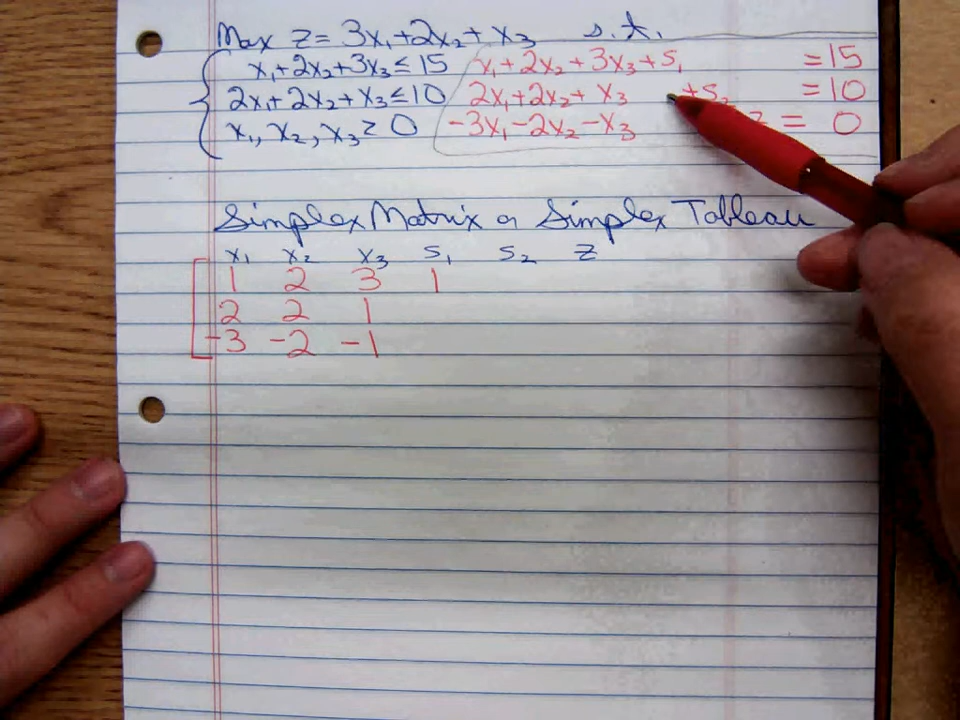 Max z = 3x₁+2x₂+x₃ s.t.
x₁+2x₂+3x₃ ≤ 15 x₁+2x₂+3x₃+s₁ =15
2x₁+2x₂+x₃ ≤ 10 2x₁+2x₂+x₃ +s₂ =10
x₁, x₂, x₃ ≥ 0 -3x₁-2x₂-x₃ z = 0
Simplex Matrix or Simplex Tableau
x₁ x₂ x₃ s₁ s₂ z
1 2 3 1
2 2 1
-3 -2 -1